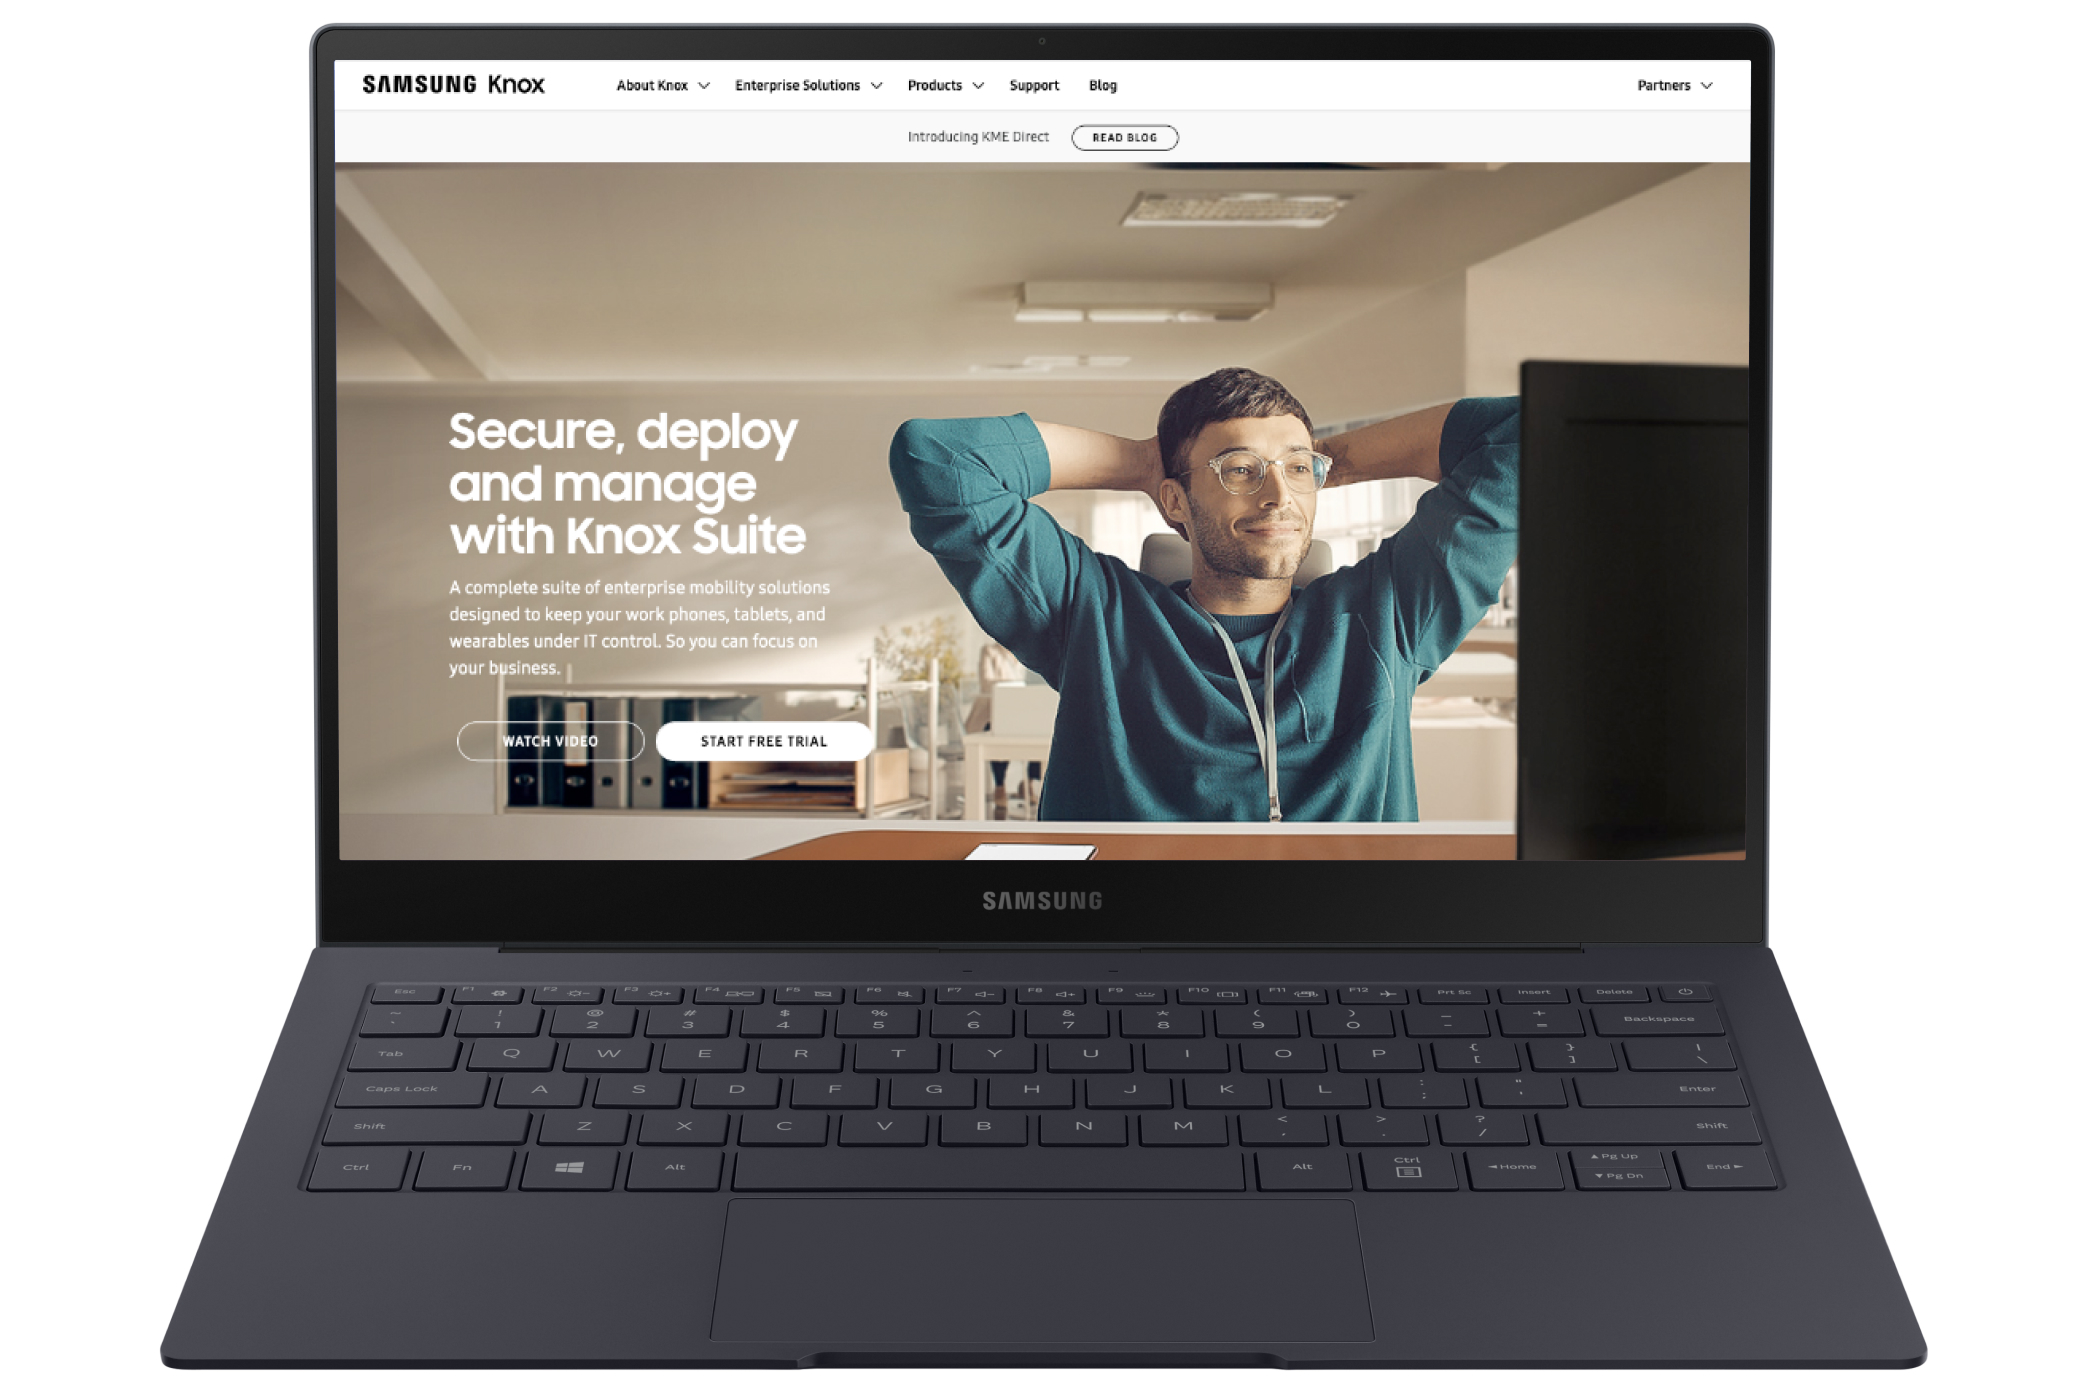 SAMSUNG Knox
About Knox Enterprise Solutions Products Support Blog Partners
Introducing KME Direct READ BLOG
Secure, deploy
and manage
with Knox Suite
A complete suite of enterprise mobility solutions
designed to keep your work phones, tablets, and
wearables under IT control. So you can focus on
your business.
WATCH VIDEO START FREE TRIAL
SAMSUNG
Esc F1 F2 F3 F4 F5 F6 F7 F8 F9 F10 F11 F12 Prt Sc Insert Delete
~ ! @ # $ % ^ & * ( ) _ +
` 1 2 3 4 5 6 7 8 9 0 - = Backspace
Tab Q W E R T Y U I O P { [ } ] | \
Caps Lock A S D F G H J K L : ; " ' Enter
Shift Z X C V B N M < , > . ? / Shift
Ctrl Fn Alt Alt Ctrl Home Pg Up Pg Dn End